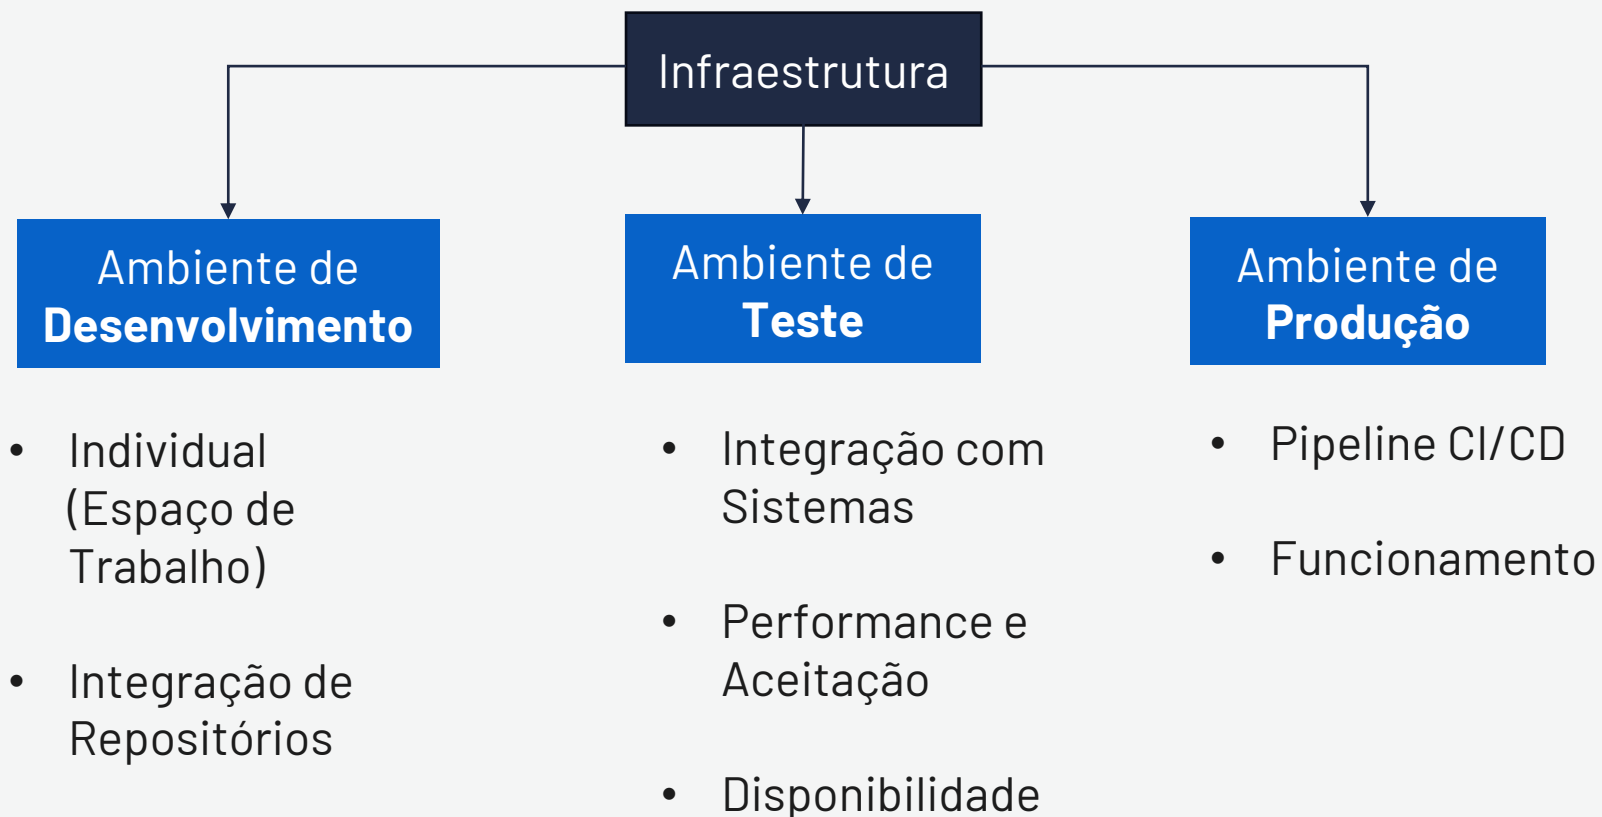 Infraestrutura
Ambiente de
Desenvolvimento
• Individual
(Espaço de
Trabalho)
• Integração de
Repositórios
Ambiente de
Teste
• Integração com
Sistemas
• Performance e
Aceitação
• Disponibilidade
Ambiente de
Produção
• Pipeline CI/CD
• Funcionamento